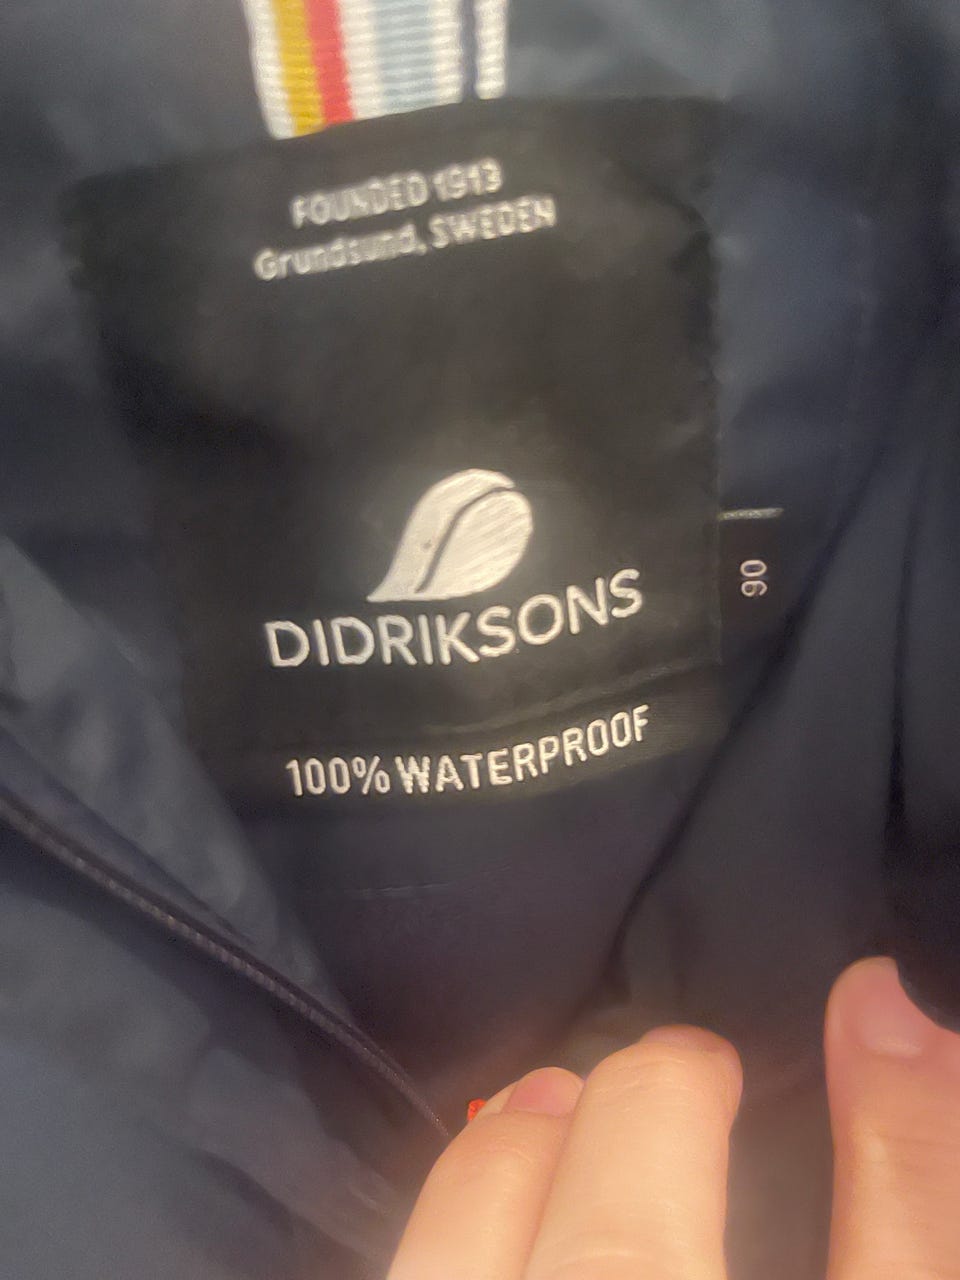 FOUNDED 1913
Grundsund, SWEDEN
DIDRIKSONS
90
100% WATERPROOF